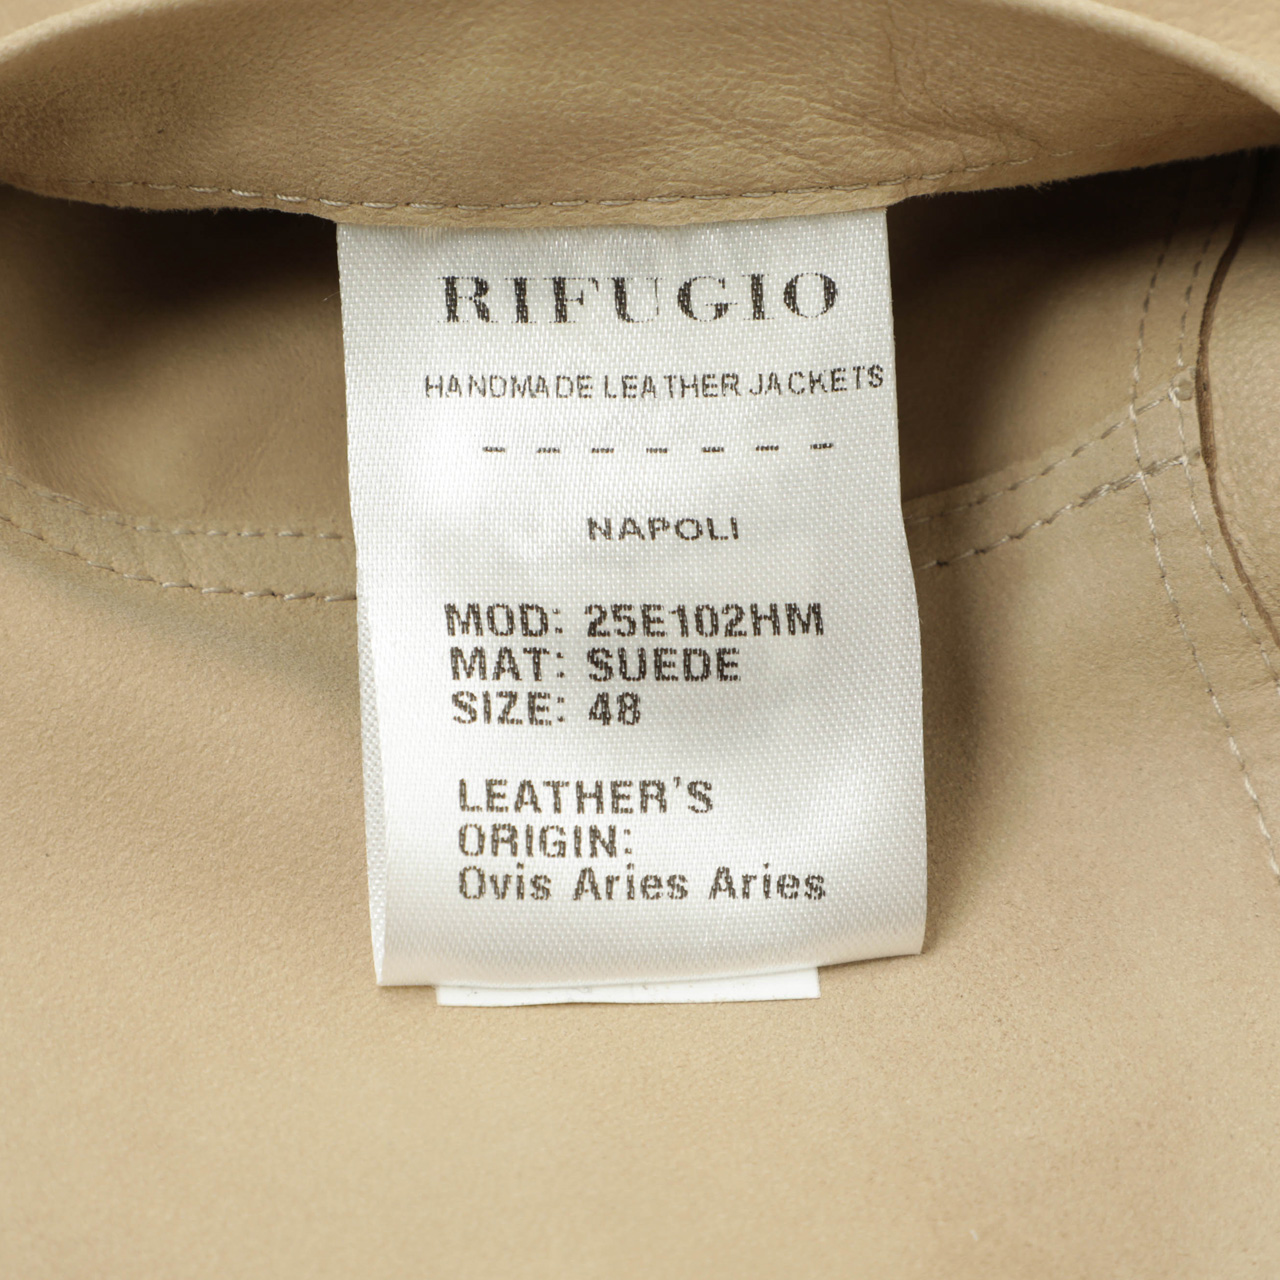 RIFUGIO
HANDMADE LEATHER JACKETS
- - - - - - -
NAPOLI
MOD: 25E102HM
MAT: SUEDE
SIZE: 48
LEATHER'S
ORIGIN:
Ovis Aries Aries